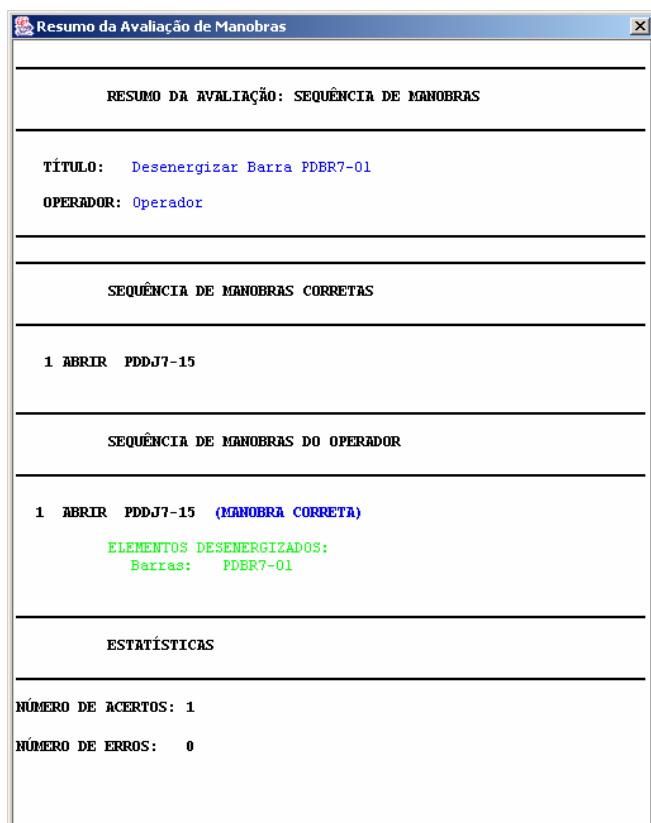 Resumo da Avaliação de Manobras
RESUMO DA AVALIAÇÃO: SEQUÊNCIA DE MANOBRAS
TÍTULO: Desenergizar Barra PDBR7-01
OPERADOR: Operador
SEQUÊNCIA DE MANOBRAS CORRETAS
1 ABRIR PDDJ7-15
SEQUÊNCIA DE MANOBRAS DO OPERADOR
1 ABRIR PDDJ7-15 (MANOBRA CORRETA)
ELEMENTOS DESENERGIZADOS:
Barras: PDBR7-01
ESTATÍSTICAS
NÚMERO DE ACERTOS: 1
NÚMERO DE ERROS: 0